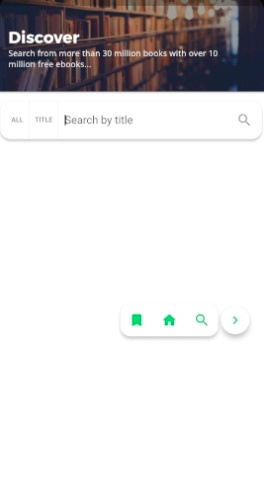 Discover
Search from more than 30 million books with over 10
million free ebooks...
ALL TITLE Search by title